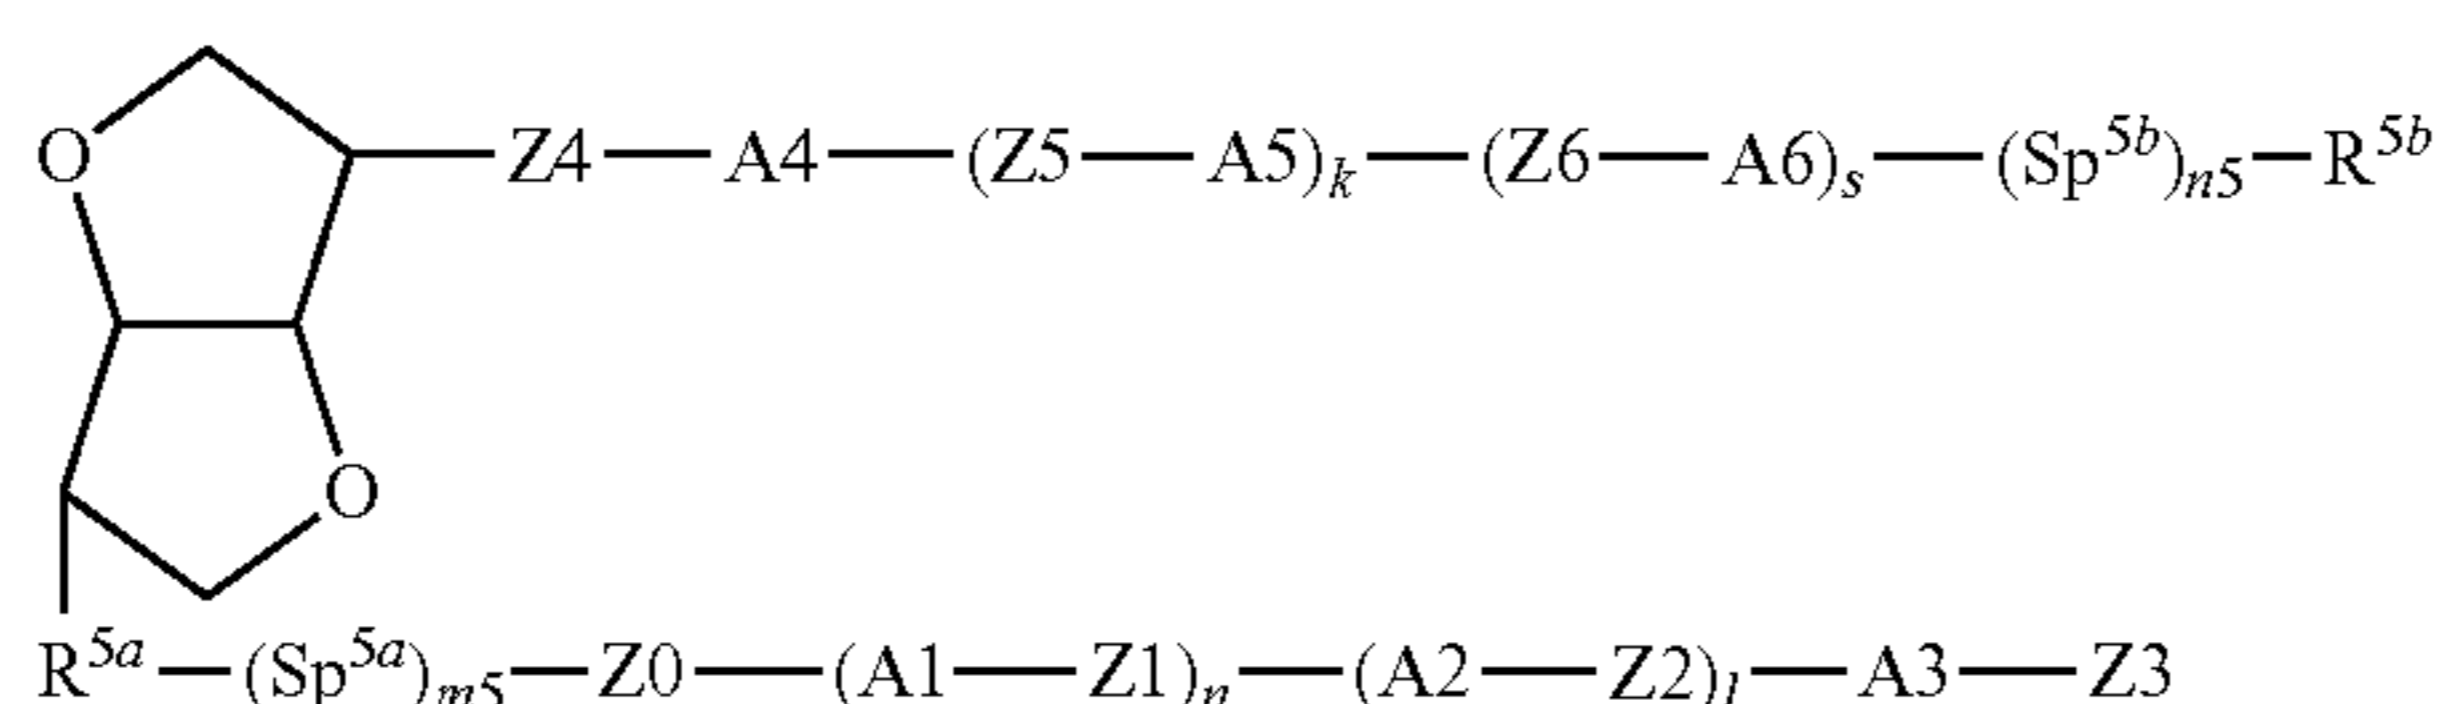 O Z4—A4—(Z5—A5)k—(Z6—A6)s—(Sp5b)n5—R5b
O
R5a—(Sp5a)m5—Z0—(A1—Z1)n—(A2—Z2)l—A3—Z3